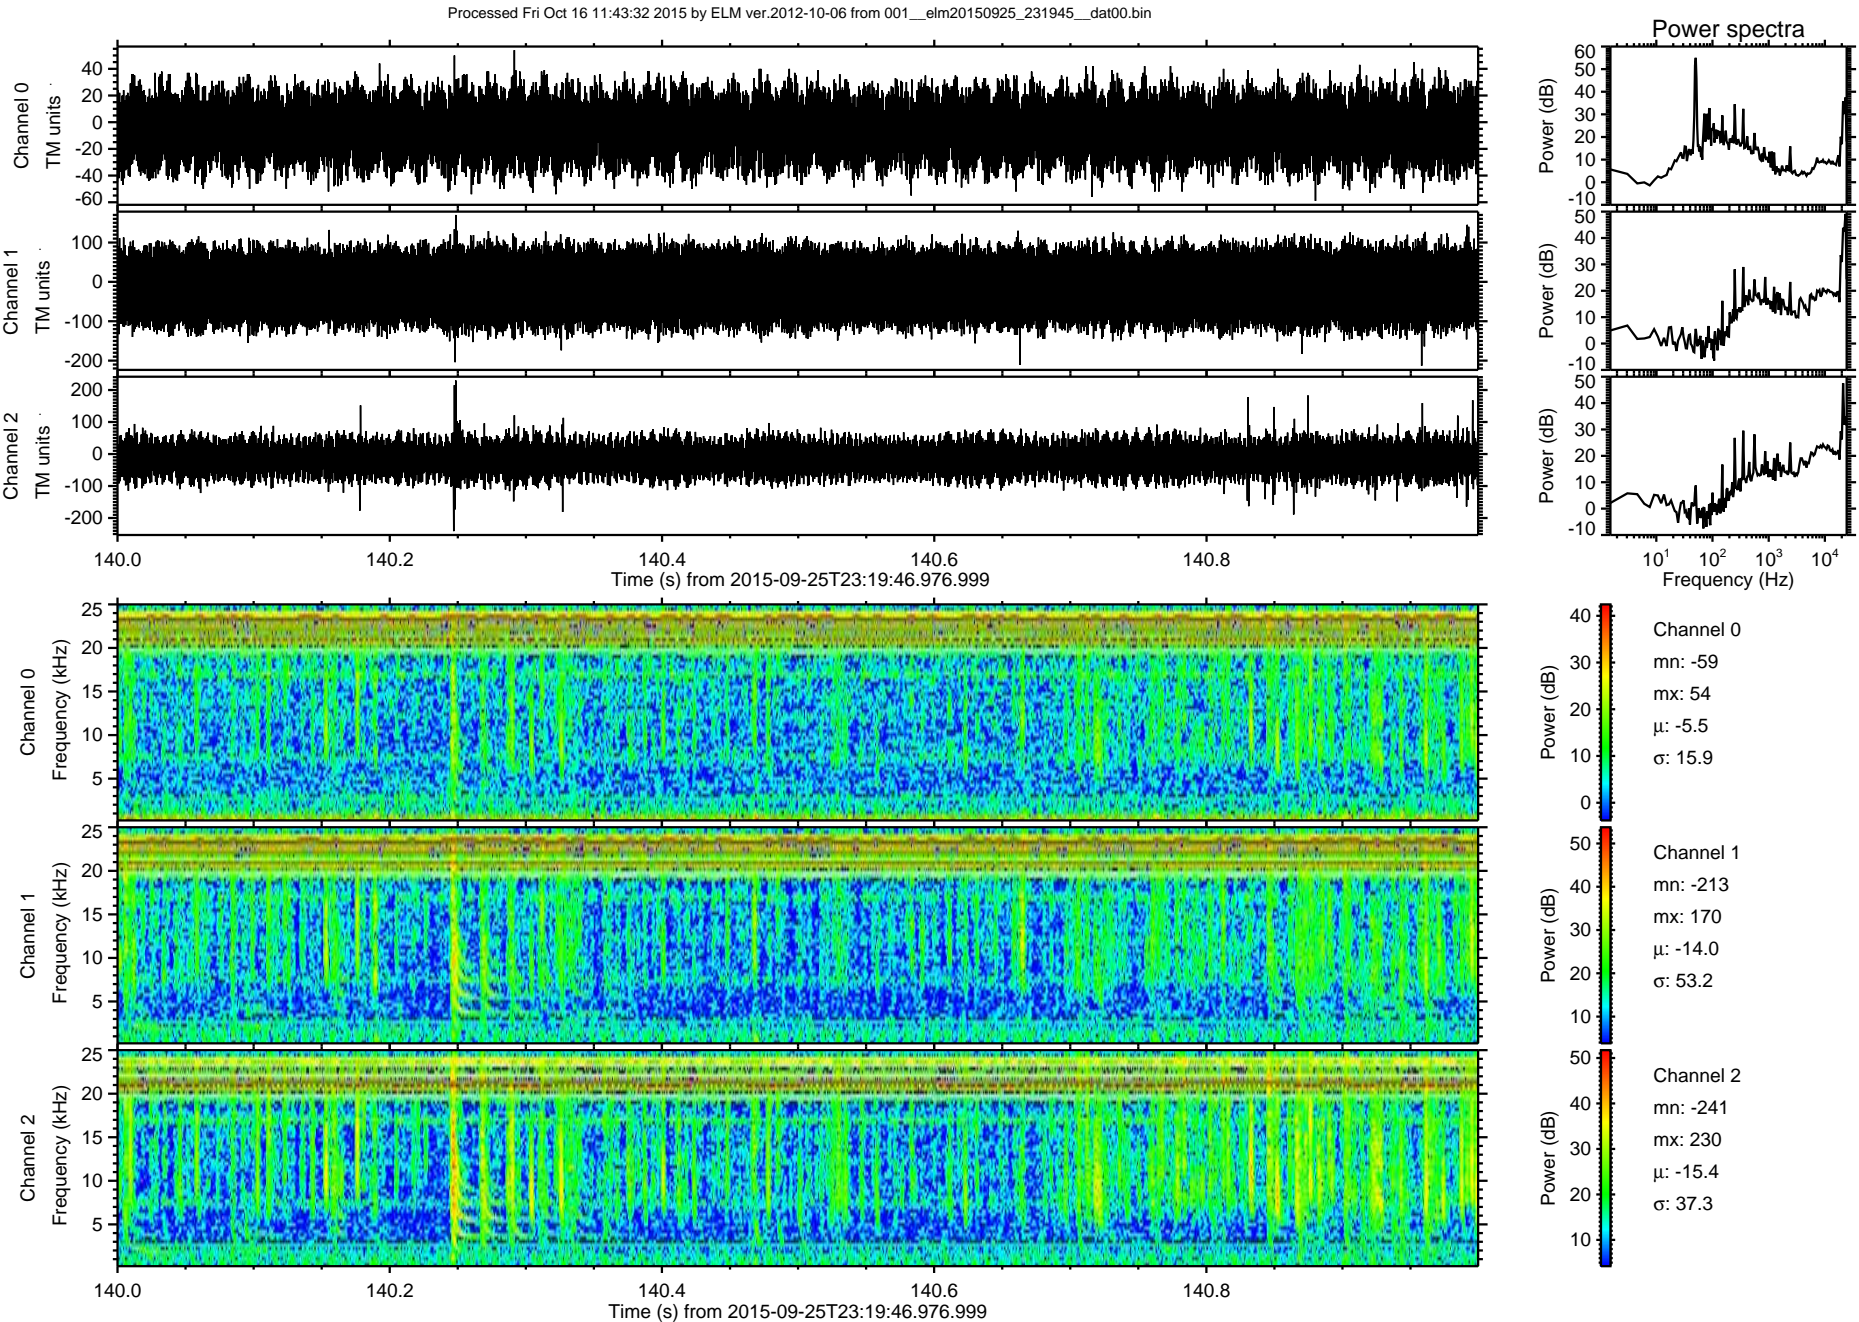 Processed Fri Oct 16 11:43:32 2015 by ELM ver.2012-10-06 from 001__elm20150925_231945__dat00.bin
Power spectra
Channel 0
TM units
40
20
0
-20
-40
-60
Power (dB)
60
50
40
30
20
10
0
-10
Channel 1
TM units
100
0
-100
-200
Power (dB)
50
40
30
20
10
0
-10
Channel 2
TM units
200
100
0
-100
-200
Power (dB)
50
40
30
20
10
0
-10
140.0 140.2 140.4 140.6 140.8
Time (s) from 2015-09-25T23:19:46.976.999
10¹ 10² 10³ 10⁴
Frequency (Hz)
Channel 0
Frequency (kHz)
25
20
15
10
5
Power (dB)
40
30
20
10
0
Channel 0
mn: -59
mx: 54
μ: -5.5
σ: 15.9
Channel 1
Frequency (kHz)
25
20
15
10
5
Power (dB)
50
40
30
20
10
Channel 1
mn: -213
mx: 170
μ: -14.0
σ: 53.2
Channel 2
Frequency (kHz)
25
20
15
10
5
Power (dB)
50
40
30
20
10
Channel 2
mn: -241
mx: 230
μ: -15.4
σ: 37.3
140.0 140.2 140.4 140.6 140.8
Time (s) from 2015-09-25T23:19:46.976.999